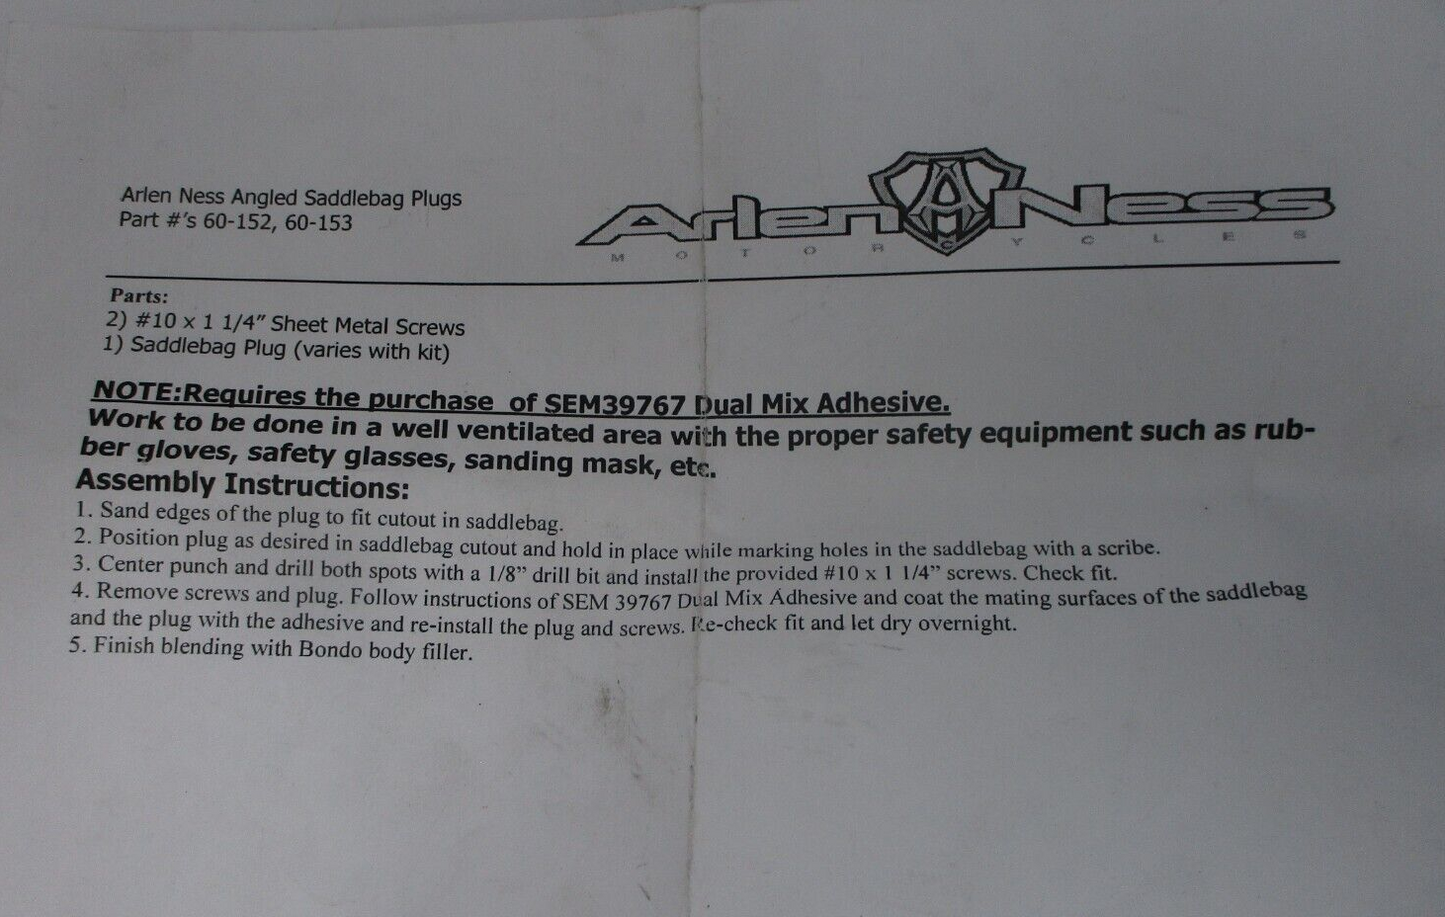 Arlen Ness Angled Saddlebag Plugs
Part #'s 60-152, 60-153
Arlen Ness
MOTORCYCLES
Parts:
2) #10 x 1 1/4" Sheet Metal Screws
1) Saddlebag Plug (varies with kit)
NOTE:Requires the purchase of SEM39767 Dual Mix Adhesive.
Work to be done in a well ventilated area with the proper safety equipment such as rub-
ber gloves, safety glasses, sanding mask, etc.
Assembly Instructions:
1. Sand edges of the plug to fit cutout in saddlebag.
2. Position plug as desired in saddlebag cutout and hold in place while marking holes in the saddlebag with a scribe.
3. Center punch and drill both spots with a 1/8" drill bit and install the provided #10 x 1 1/4" screws. Check fit.
4. Remove screws and plug. Follow instructions of SEM 39767 Dual Mix Adhesive and coat the mating surfaces of the saddlebag
and the plug with the adhesive and re-install the plug and screws. Re-check fit and let dry overnight.
5. Finish blending with Bondo body filler.